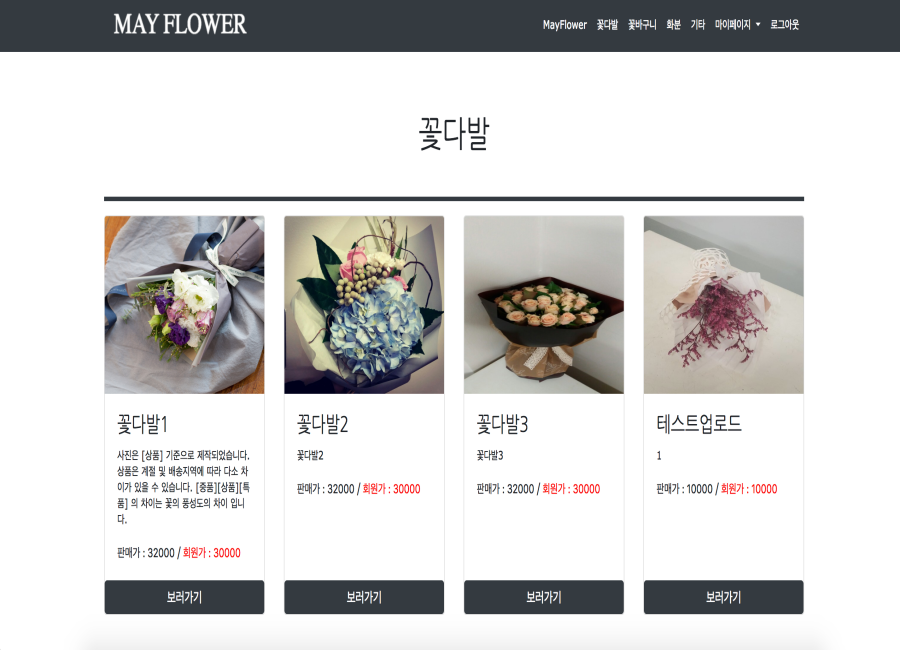 MAY FLOWER
MayFlower 꽃다발 꽃바구니 화분 기타 마이페이지 로그아웃
꽃다발
꽃다발1
사진은 [상품] 기준으로 제작되었습니다.
상품은 계절 및 배송지역에 따라 다소 차
이가 있을 수 있습니다. [중품][상품][특
품] 의 차이는 꽃의 풍성도의 차이 입니
다.
판매가 : 32000 / 회원가 : 30000
보러가기
꽃다발2
꽃다발2
판매가 : 32000 / 회원가 : 30000
보러가기
꽃다발3
꽃다발3
판매가 : 32000 / 회원가 : 30000
보러가기
테스트업로드
1
판매가 : 10000 / 회원가 : 10000
보러가기